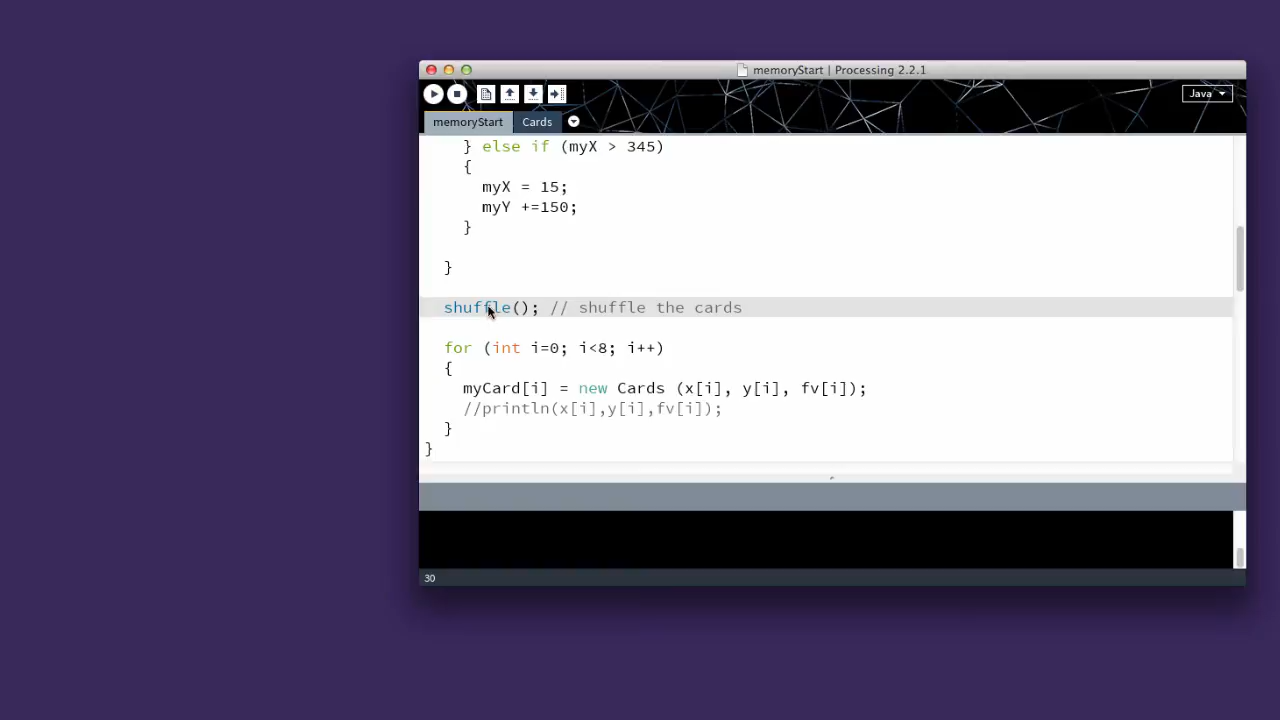 memoryStart | Processing 2.2.1
Java
memoryStart Cards
} else if (myX > 345)
{
myX = 15;
myY +=150;
}
}
shuffle(); // shuffle the cards
for (int i=0; i<8; i++)
{
myCard[i] = new Cards (x[i], y[i], fv[i]);
//println(x[i],y[i],fv[i]);
}
}
30